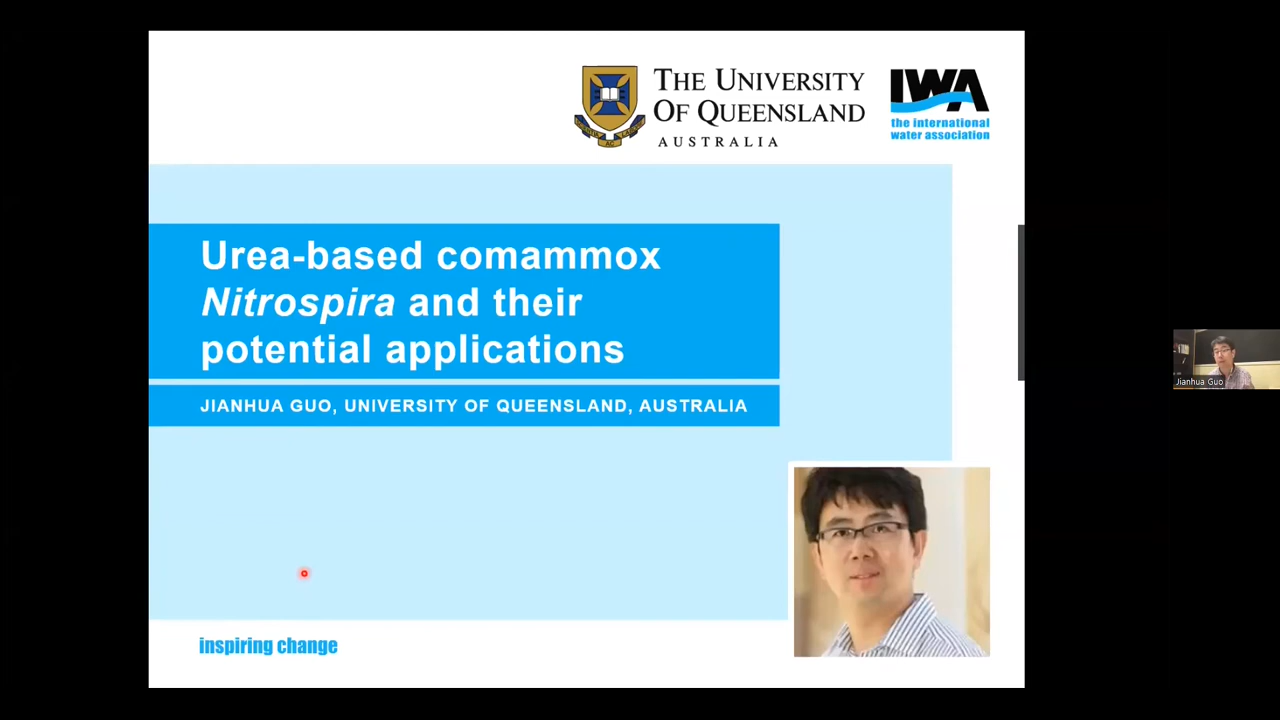 THE UNIVERSITY
OF QUEENSLAND
AUSTRALIA
IWA
the international
water association
Urea-based comammox
Nitrospira and their
potential applications
JIANHUA GUO, UNIVERSITY OF QUEENSLAND, AUSTRALIA
Jianhua Guo
inspiring change